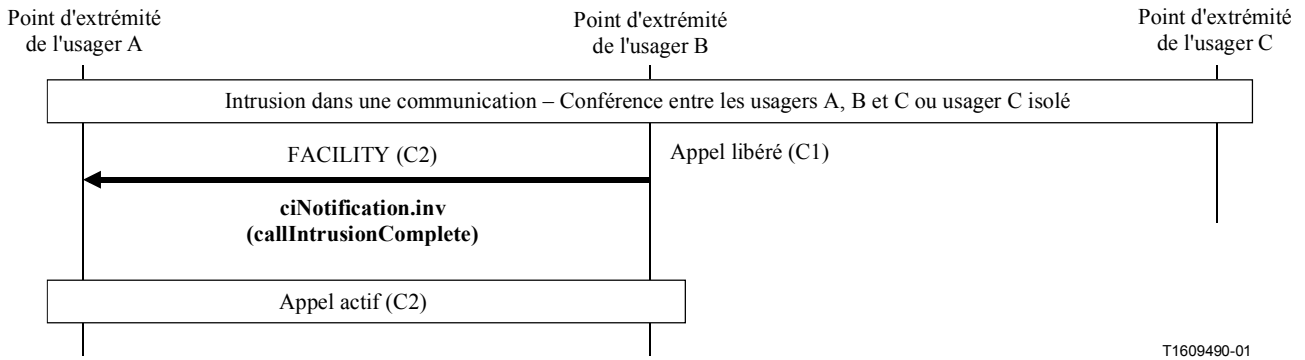 Point d'extrémité
de l'usager A
Point d'extrémité
de l'usager B
Point d'extrémité
de l'usager C
Intrusion dans une communication – Conférence entre les usagers A, B et C ou usager C isolé
FACILITY (C2)
Appel libéré (C1)
ciNotification.inv
(callIntrusionComplete)
Appel actif (C2)
T1609490-01